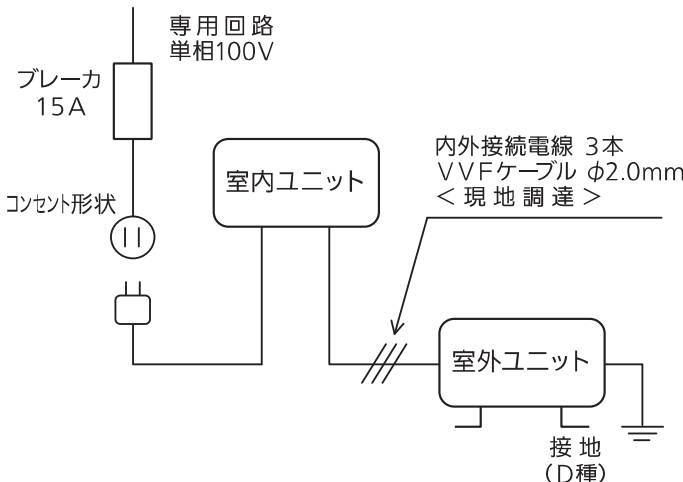 専用回路
単相100V
ブレーカ
15A
内外接続電線 3本
VVFケーブル φ2.0mm
<現地調達>
室内ユニット
コンセント形状
室外ユニット
接地
(D種)